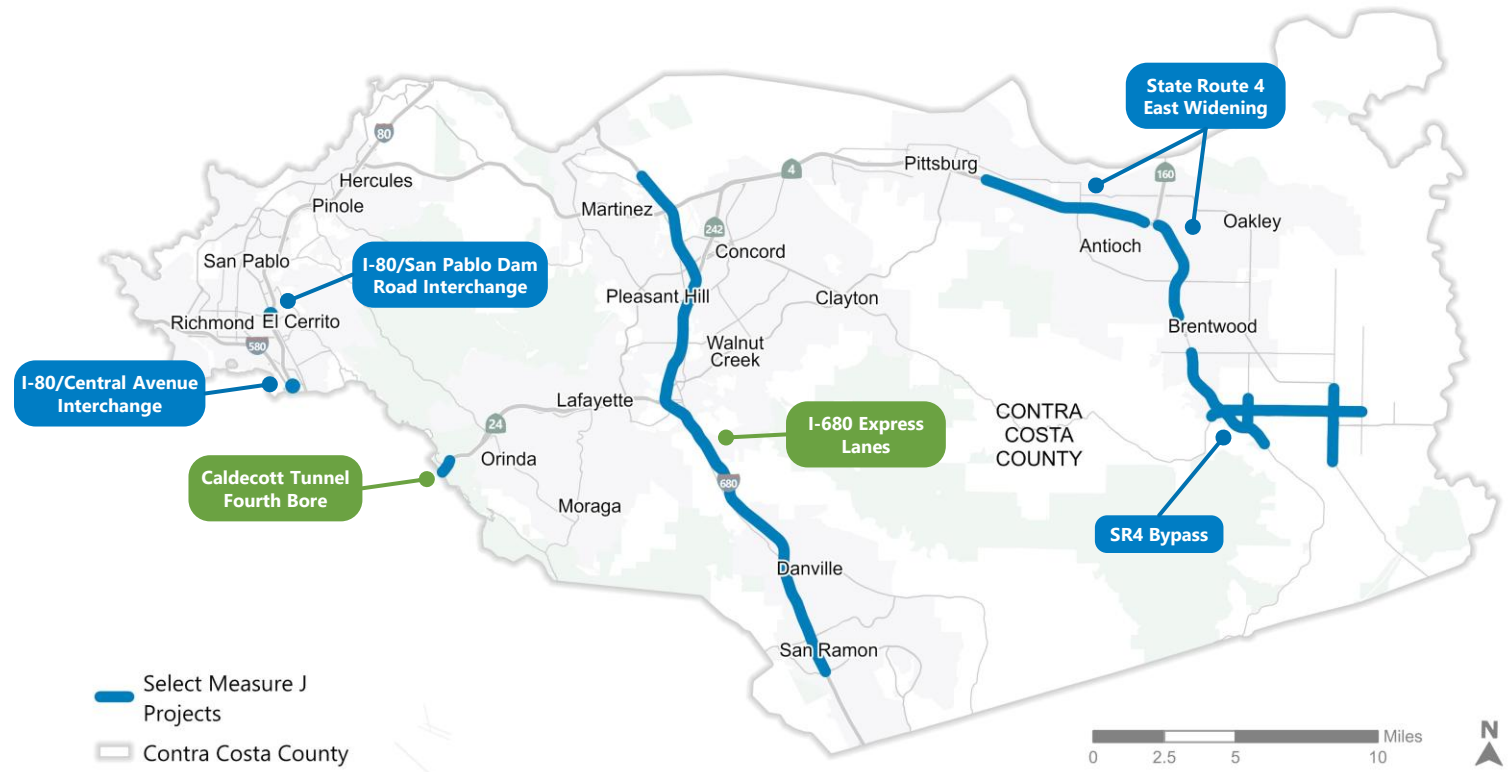 State Route 4
East Widening
80
4
Pittsburg
160
Hercules
Martinez
Pinole
Oakley
242
Antioch
Concord
San Pablo
I-80/San Pablo Dam
Road Interchange
Pleasant Hill
Clayton
Richmond
El Cerrito
Brentwood
580
Walnut
Creek
I-80/Central Avenue
Interchange
Lafayette
I-680 Express
Lanes
CONTRA
COSTA
COUNTY
24
Orinda
Caldecott Tunnel
Fourth Bore
680
Moraga
SR4 Bypass
Danville
San Ramon
Select Measure J
Projects
Contra Costa County
Miles
0 2.5 5 10
N